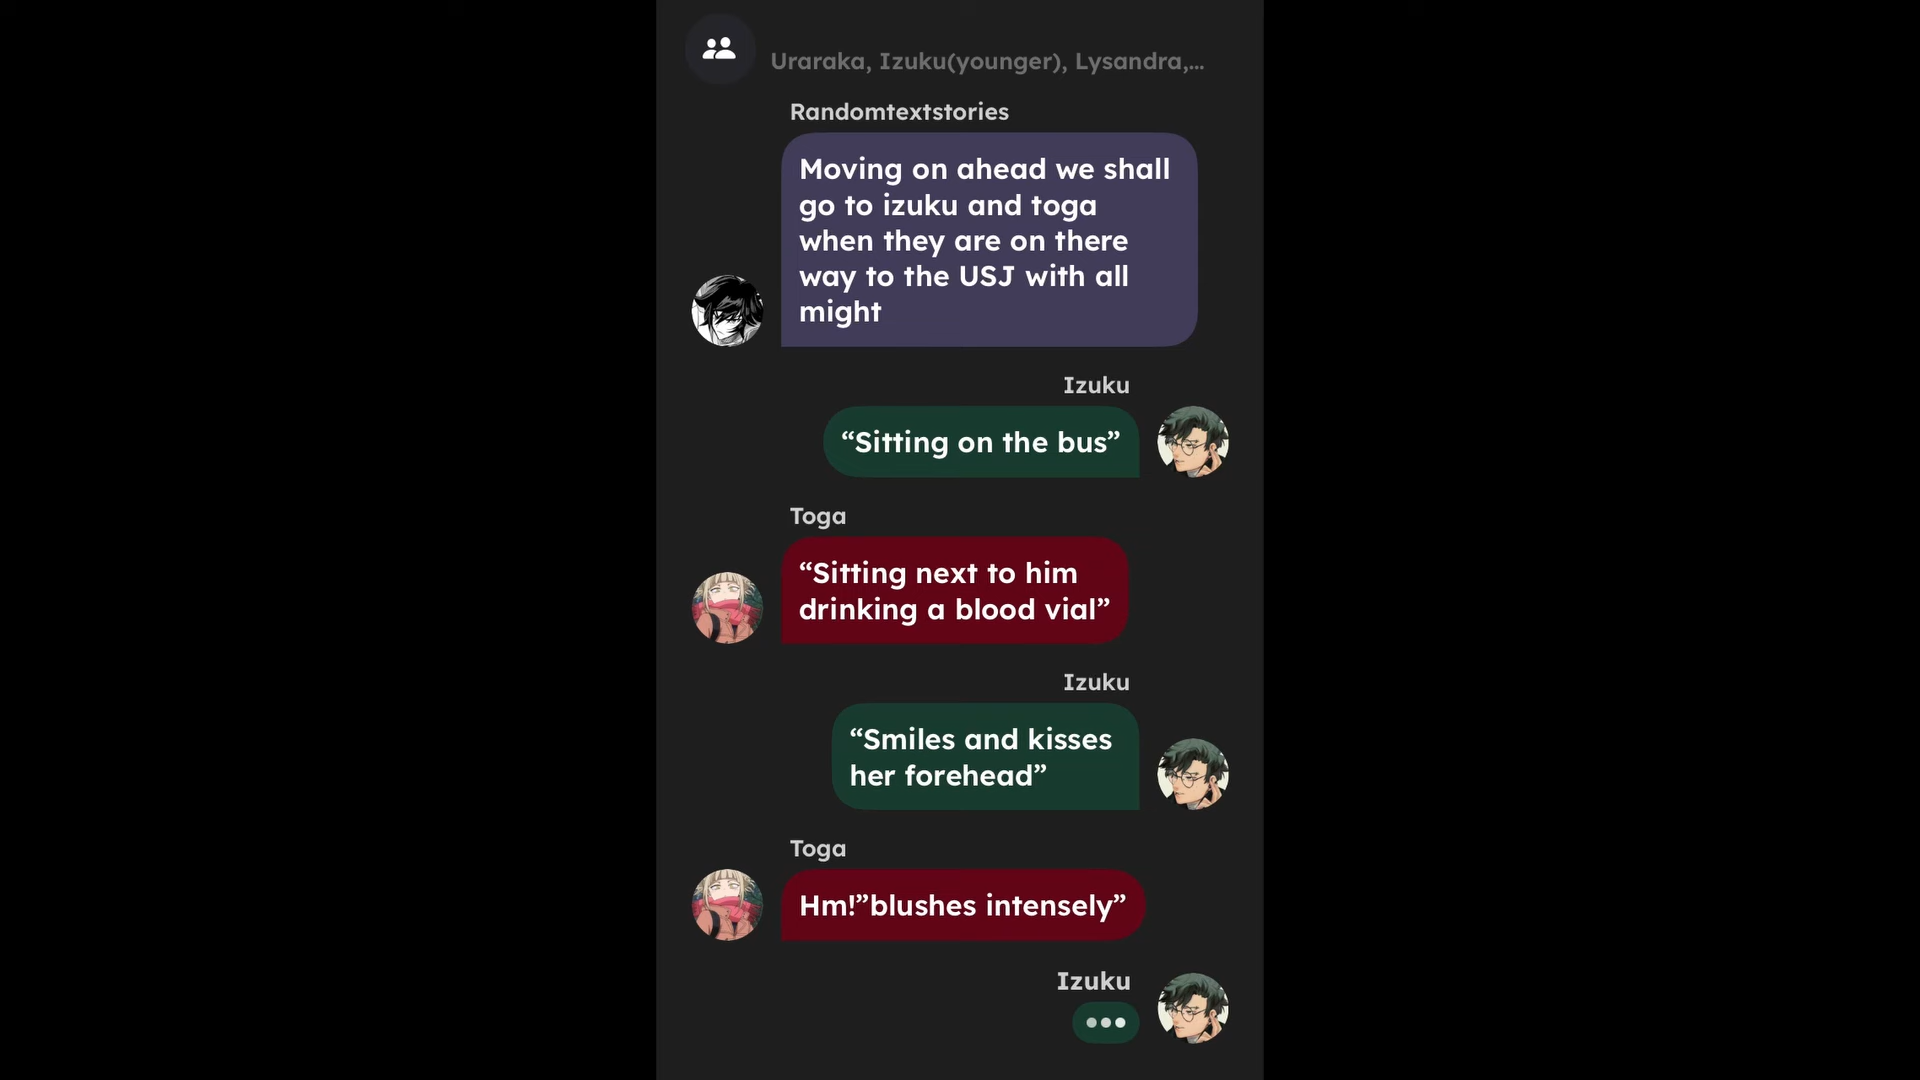 Uraraka, Izuku(younger), Lysandra,...
Randomtextstories
Moving on ahead we shall
go to izuku and toga
when they are on there
way to the USJ with all
might
Izuku
“Sitting on the bus”
Toga
“Sitting next to him
drinking a blood vial”
Izuku
“Smiles and kisses
her forehead”
Toga
Hm!”blushes intensely”
Izuku